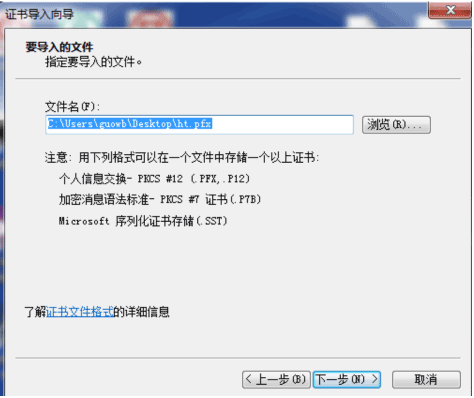 证书导入向导
要导入的文件
指定要导入的文件。
文件名(F):
C:\Users\guowb\Desktop\ht.pfx
浏览(R)...
注意: 用下列格式可以在一个文件中存储一个以上证书:
个人信息交换- PKCS #12 (.PFX,.P12)
加密消息语法标准- PKCS #7 证书(.P7B)
Microsoft 序列化证书存储(.SST)
了解证书文件格式的详细信息
< 上一步(B) 下一步(N) > 取消